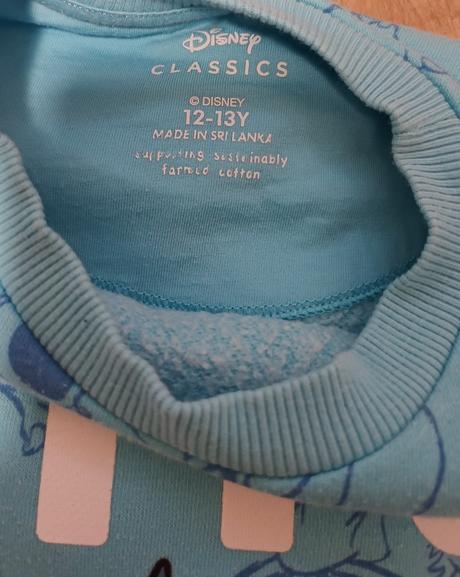 Disney
CLASSICS
© DISNEY
12-13Y
MADE IN SRI LANKA
supporting sustainably
farmed cotton